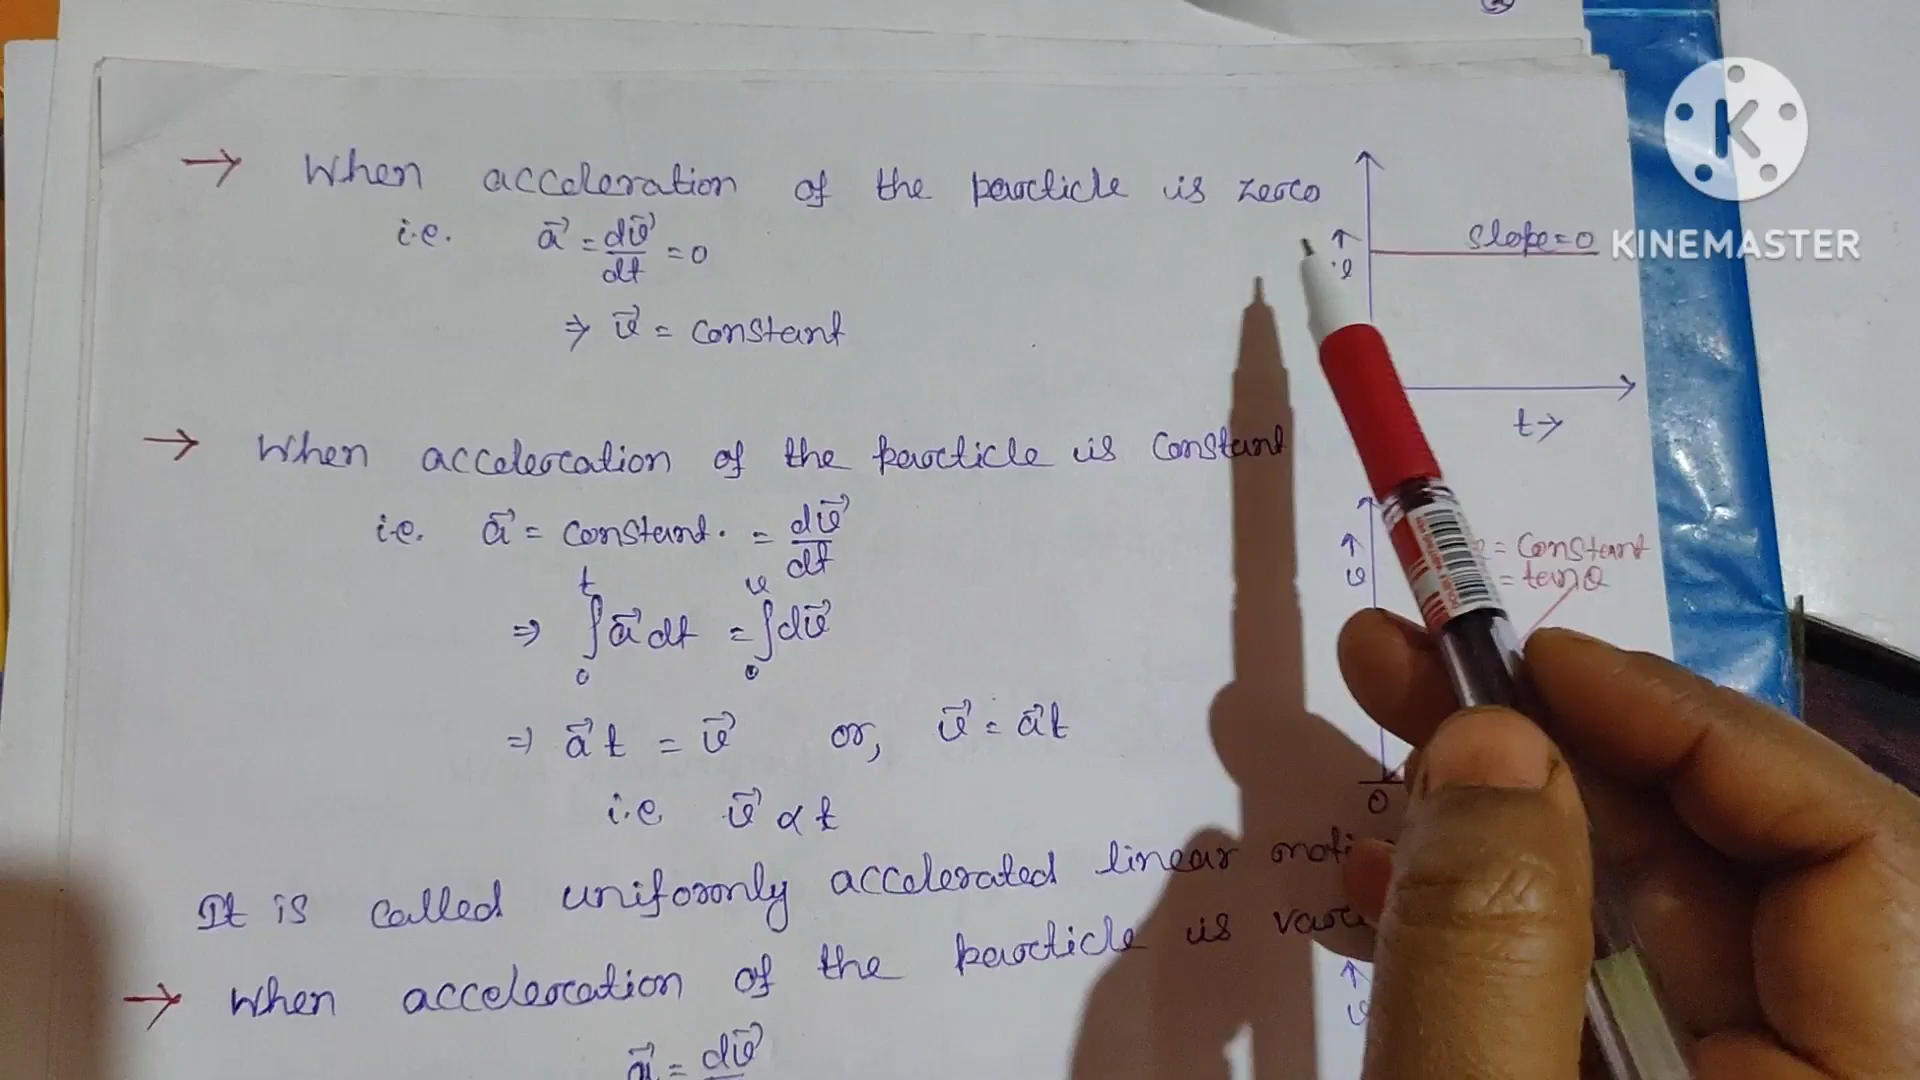 → When acceleration of the particle is zero
i.e. a⃗ = dv⃗/dt = 0
⇒ v⃗ = constant
slope = 0
v
t →
KINEMASTER
→ When acceleration of the particle is constant
i.e. a⃗ = constant. = dv⃗/dt
⇒ ∫₀ᵗ a⃗ dt = ∫₀ᵛ dv⃗
⇒ a⃗ t = v⃗ or, v⃗ = a⃗ t
i.e v⃗ ∝ t
= constant
= tanθ
v
0
It is called uniformly accelerated linear
→ When acceleration of the particle is
a⃗ = dv⃗
v